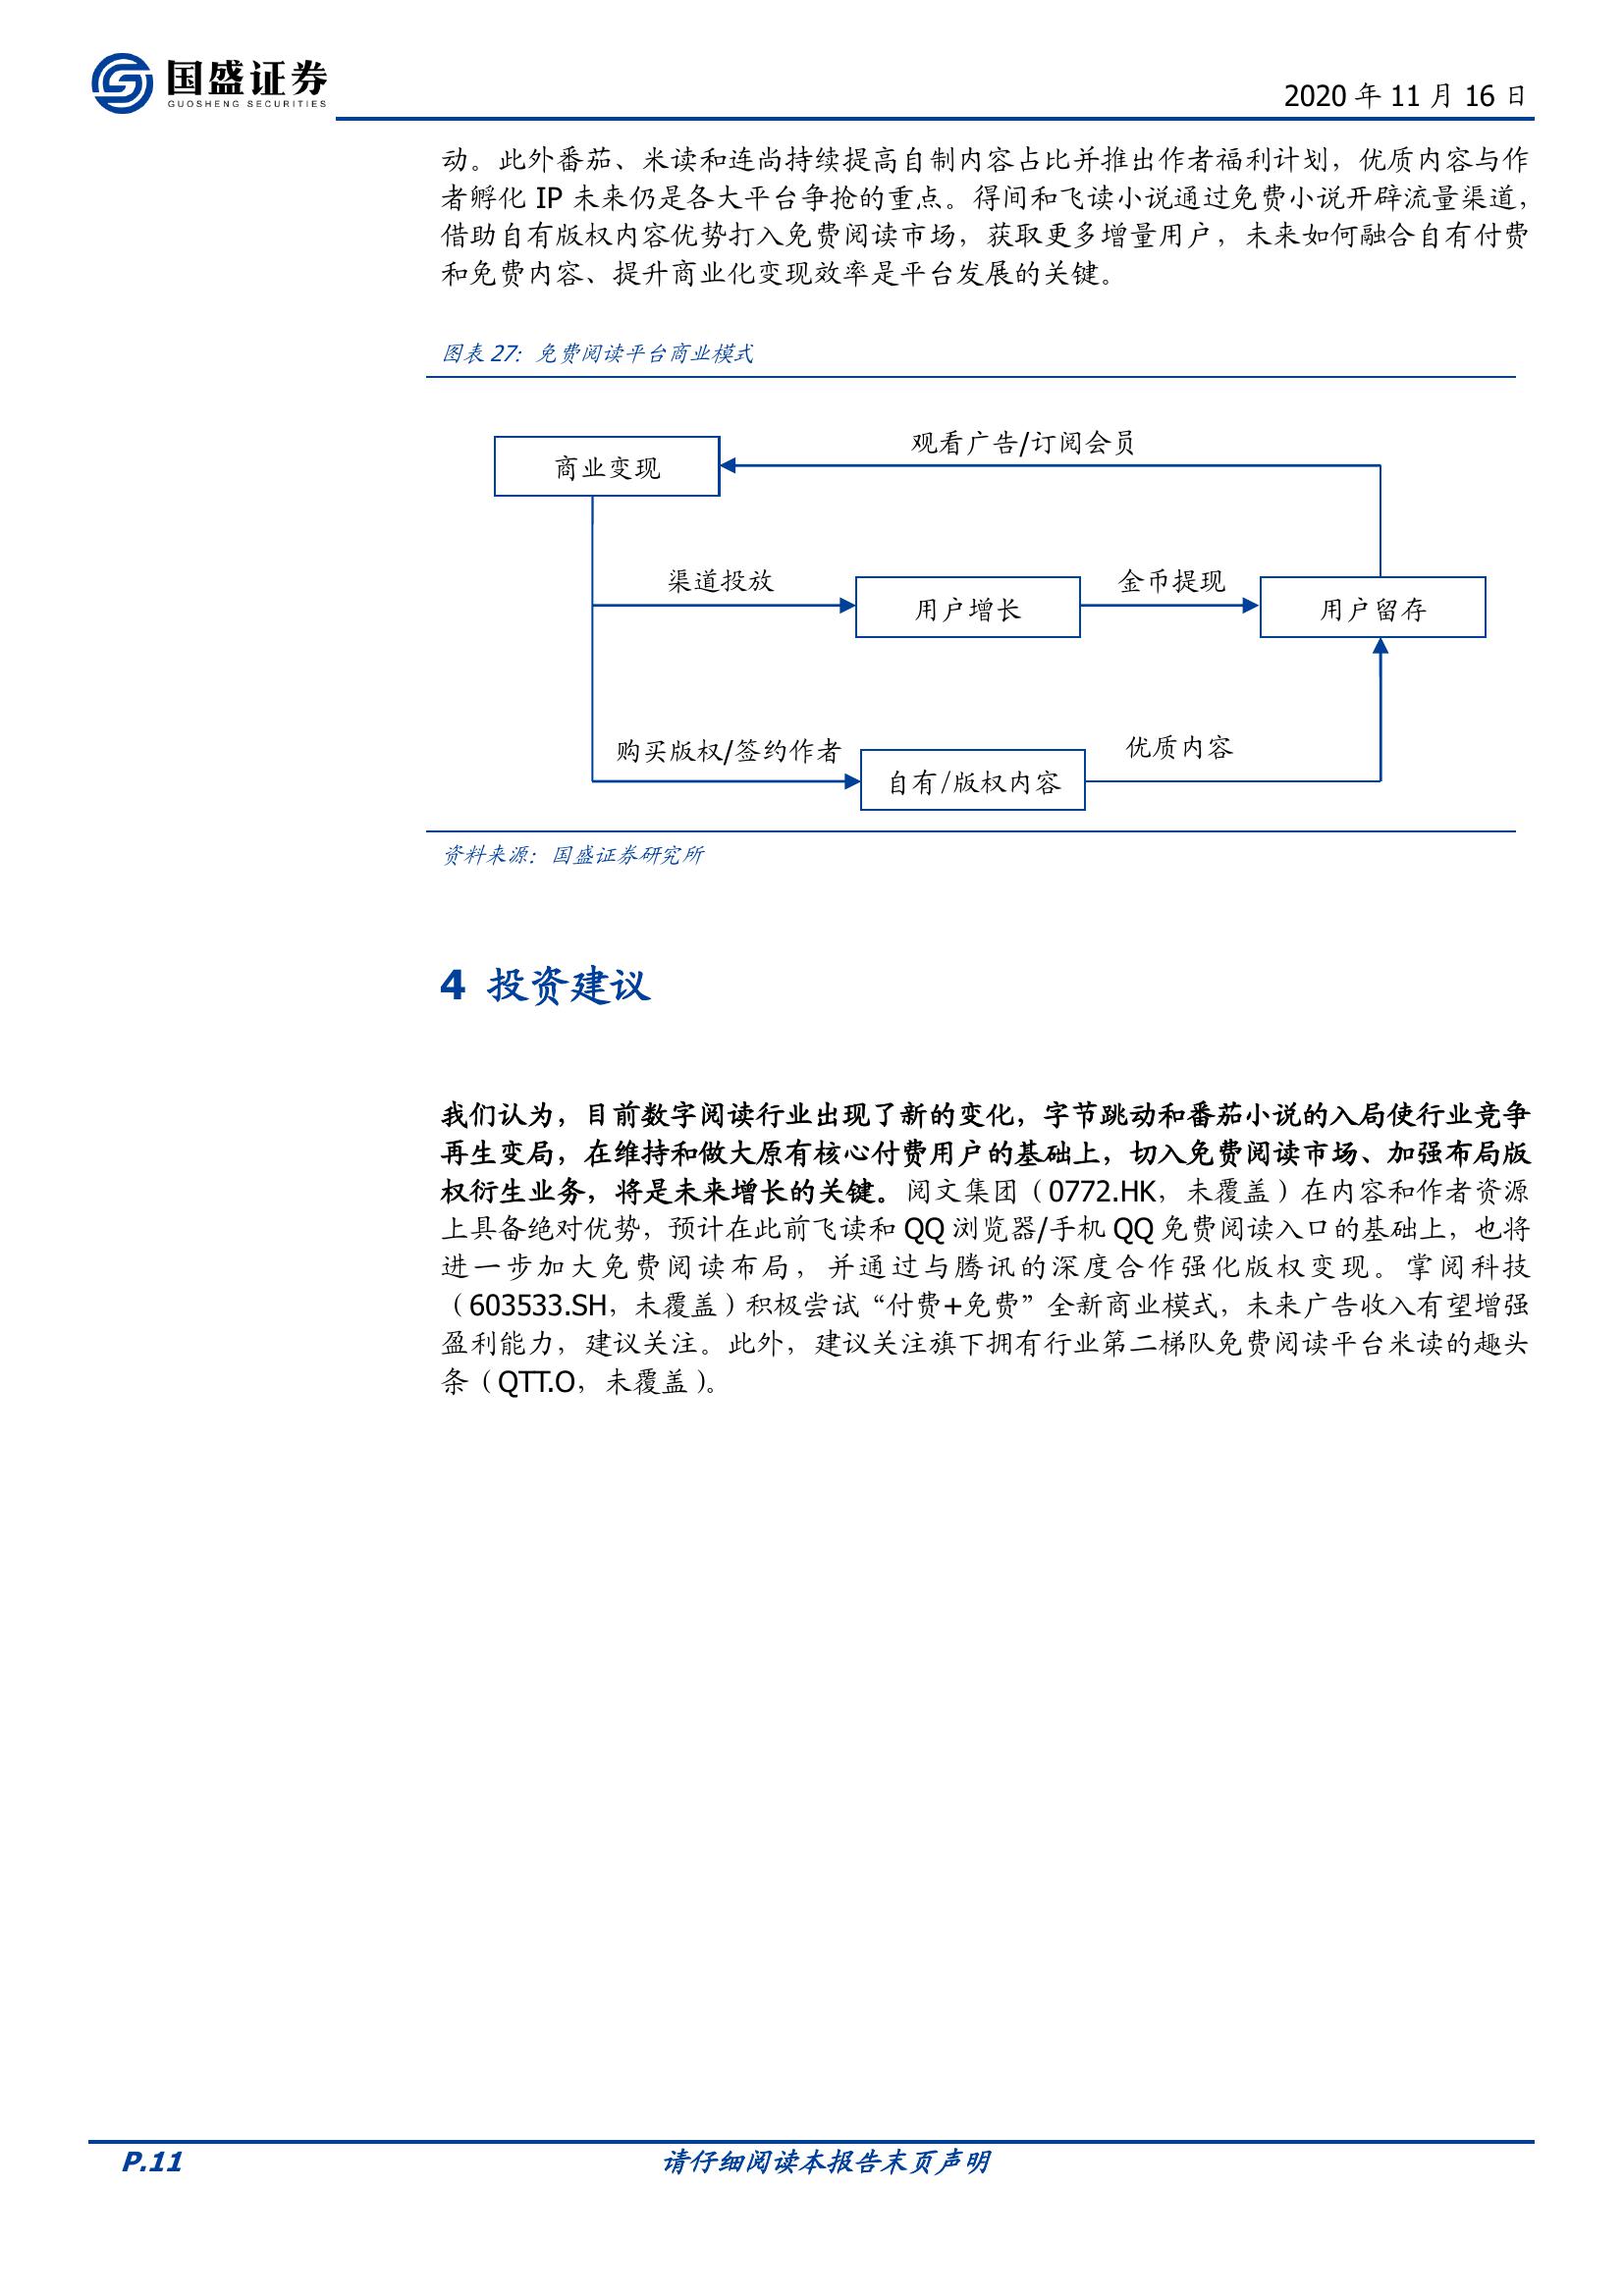 国盛证券
GUOSHENG SECURITIES
2020 年 11 月 16 日
动。此外番茄、米读和连尚持续提高自制内容占比并推出作者福利计划，优质内容与作
者孵化 IP 未来仍是各大平台争抢的重点。得间和飞读小说通过免费小说开辟流量渠道，
借助自有版权内容优势打入免费阅读市场，获取更多增量用户，未来如何融合自有付费
和免费内容、提升商业化变现效率是平台发展的关键。
图表 27：免费阅读平台商业模式
观看广告/订阅会员
商业变现
渠道投放
用户增长
金币提现
用户留存
购买版权/签约作者
自有/版权内容
优质内容
资料来源：国盛证券研究所
4 投资建议
我们认为，目前数字阅读行业出现了新的变化，字节跳动和番茄小说的入局使行业竞争
再生变局，在维持和做大原有核心付费用户的基础上，切入免费阅读市场、加强布局版
权衍生业务，将是未来增长的关键。阅文集团（0772.HK，未覆盖）在内容和作者资源
上具备绝对优势，预计在此前飞读和 QQ 浏览器/手机 QQ 免费阅读入口的基础上，也将
进一步加大免费阅读布局，并通过与腾讯的深度合作强化版权变现。掌阅科技
（603533.SH，未覆盖）积极尝试“付费+免费”全新商业模式，未来广告收入有望增强
盈利能力，建议关注。此外，建议关注旗下拥有行业第二梯队免费阅读平台米读的趣头
条（QTT.O，未覆盖）。
P.11
请仔细阅读本报告末页声明